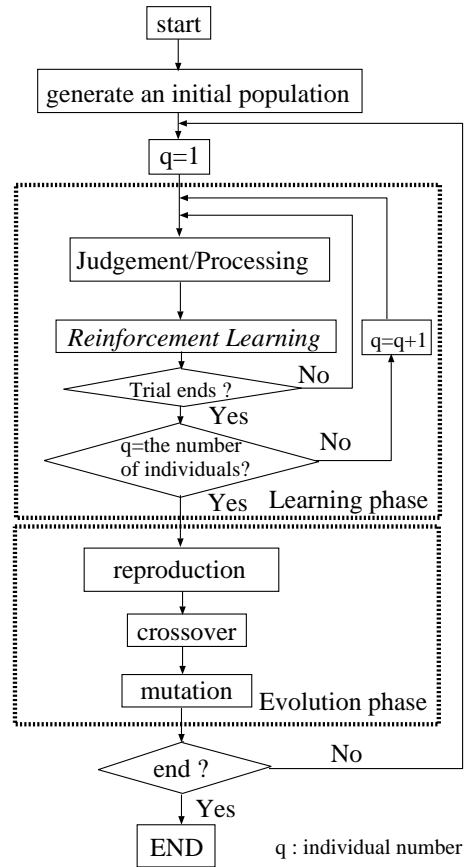 start
generate an initial population
q=1
Judgement/Processing
Reinforcement Learning
q=q+1
No
Trial ends ?
Yes
q=the number
of individuals?
No
Yes
Learning phase
reproduction
crossover
mutation
Evolution phase
No
end ?
Yes
END
q : individual number